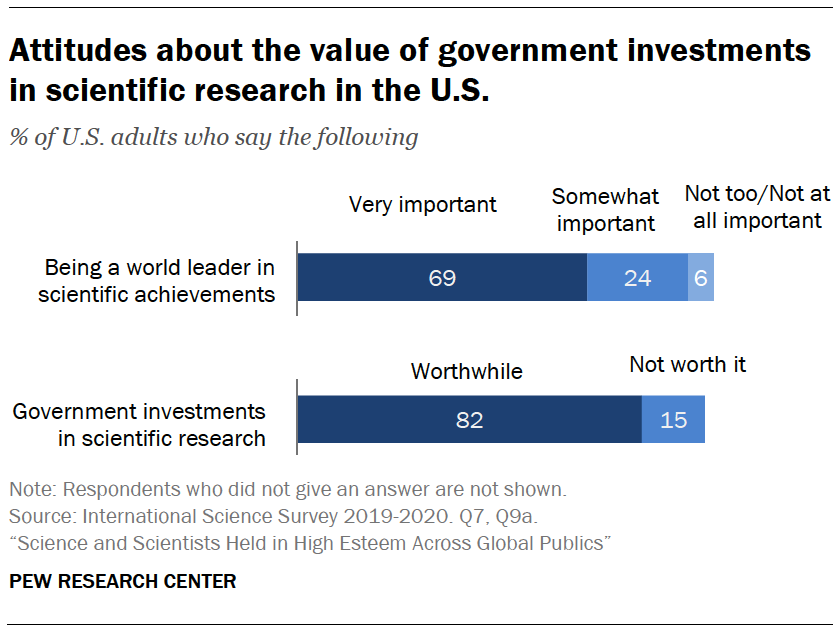 Attitudes about the value of government investments
in scientific research in the U.S.
% of U.S. adults who say the following
Very important
Somewhat
important
Not too/Not at
all important
Being a world leader in
scientific achievements
69
24
6
Worthwhile
Not worth it
Government investments
in scientific research
82
15
Note: Respondents who did not give an answer are not shown.
Source: International Science Survey 2019-2020. Q7, Q9a.
“Science and Scientists Held in High Esteem Across Global Publics”
PEW RESEARCH CENTER